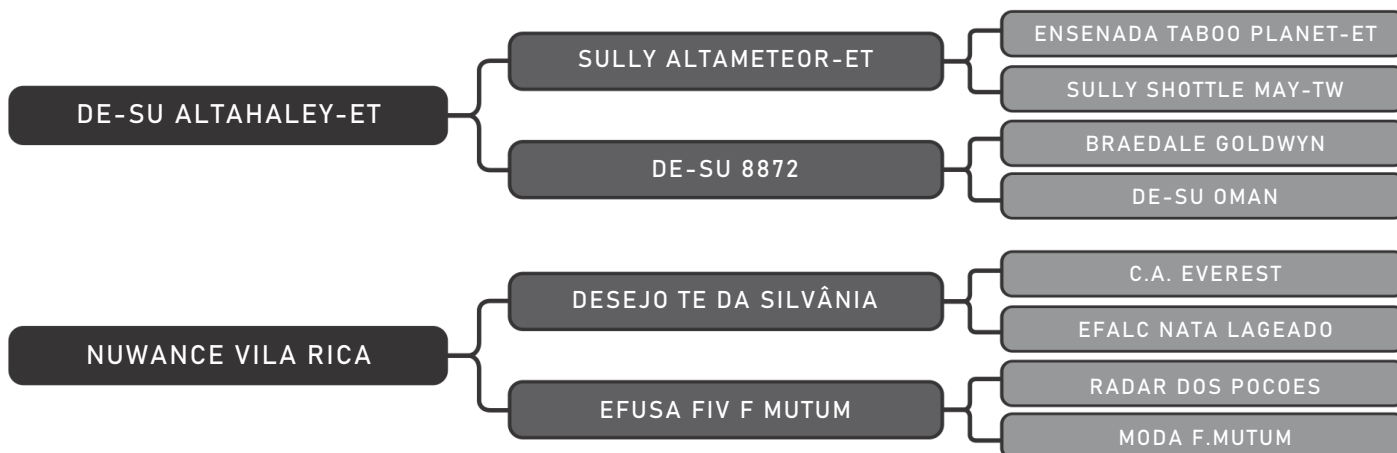 DE-SU ALTAHALEY-ET
SULLY ALTAMETEOR-ET
ENSENADA TABOO PLANET-ET
SULLY SHOTTLE MAY-TW
DE-SU 8872
BRAEDALE GOLDWYN
DE-SU OMAN
NUWANCE VILA RICA
DESEJO TE DA SILVÂNIA
C.A. EVEREST
EFALC NATA LAGEADO
EFUSA FIV F MUTUM
RADAR DOS POCOES
MODA F.MUTUM